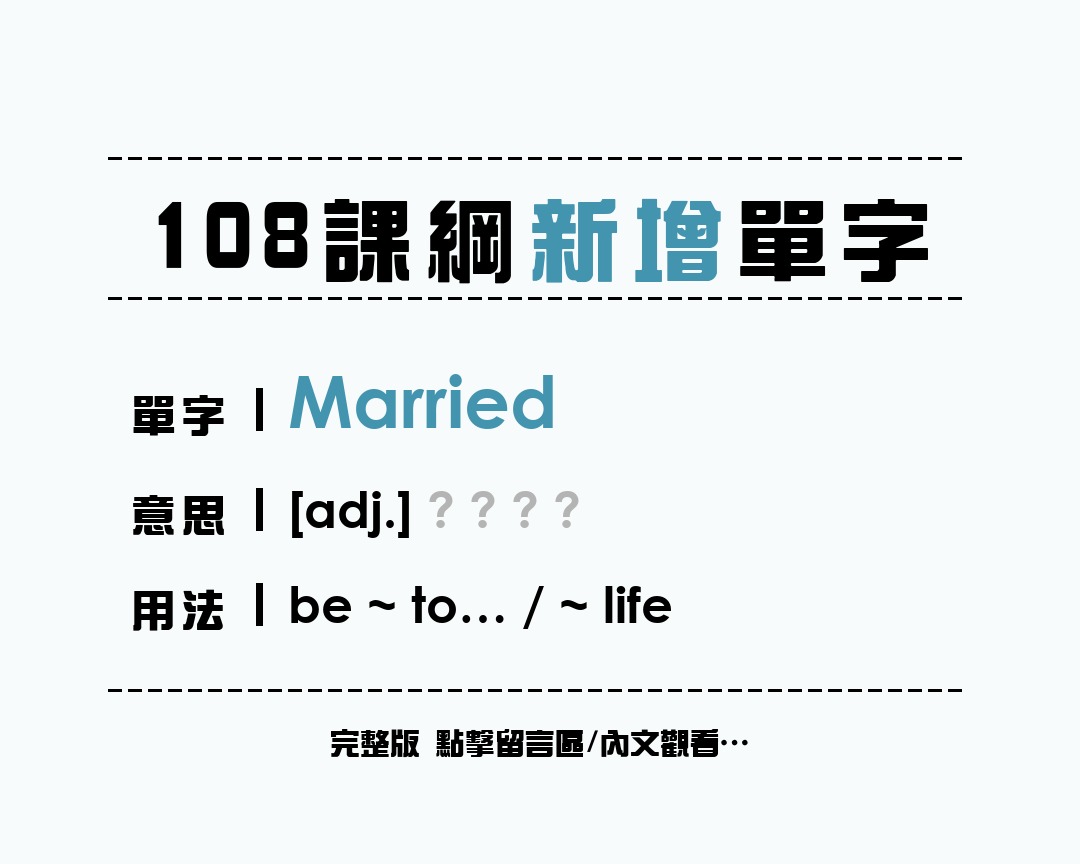 108課綱新增單字
單字 | Married
意思 | [adj.] ????
用法 | be ~ to… / ~ life
完整版 點擊留言區/內文觀看…